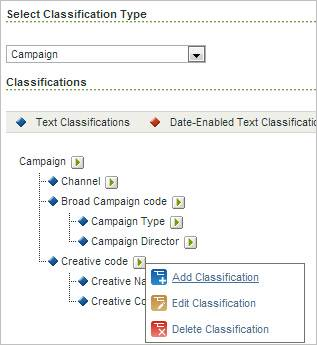 Select Classification Type
Campaign
Classifications
Text Classifications Date-Enabled Text Classificatio
Campaign
Channel
Broad Campaign code
Campaign Type
Campaign Director
Creative code
Add Classification
Creative Na
Edit Classification
Creative Co
Delete Classification